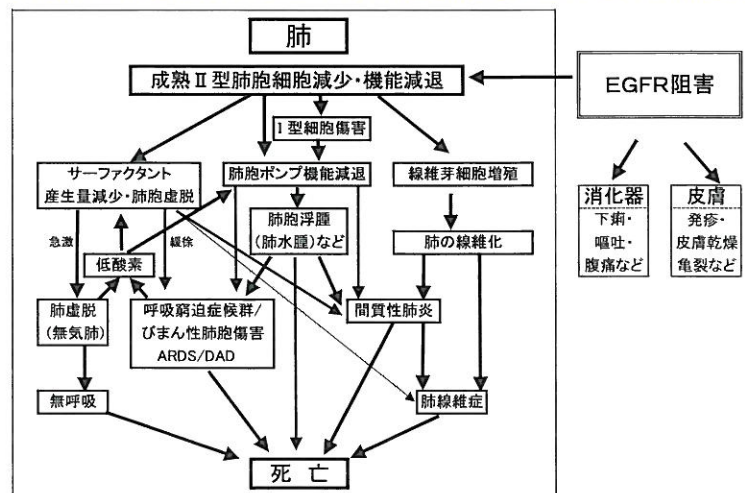 肺
成熟Ⅱ型肺胞細胞減少・機能減退
EGFR阻害
Ⅰ型細胞傷害
サーファクタント
産生量減少・肺胞虚脱
肺胞ポンプ機能減退
線維芽細胞増殖
消化器
下痢・
嘔吐・
腹痛など
皮膚
発疹・
皮膚乾燥
亀裂など
急激
緩徐
肺胞浮腫
(肺水腫)など
肺の線維化
低酸素
肺虚脱
(無気肺)
呼吸窮迫症候群/
びまん性肺胞傷害
ARDS/DAD
間質性肺炎
無呼吸
肺線維症
死亡